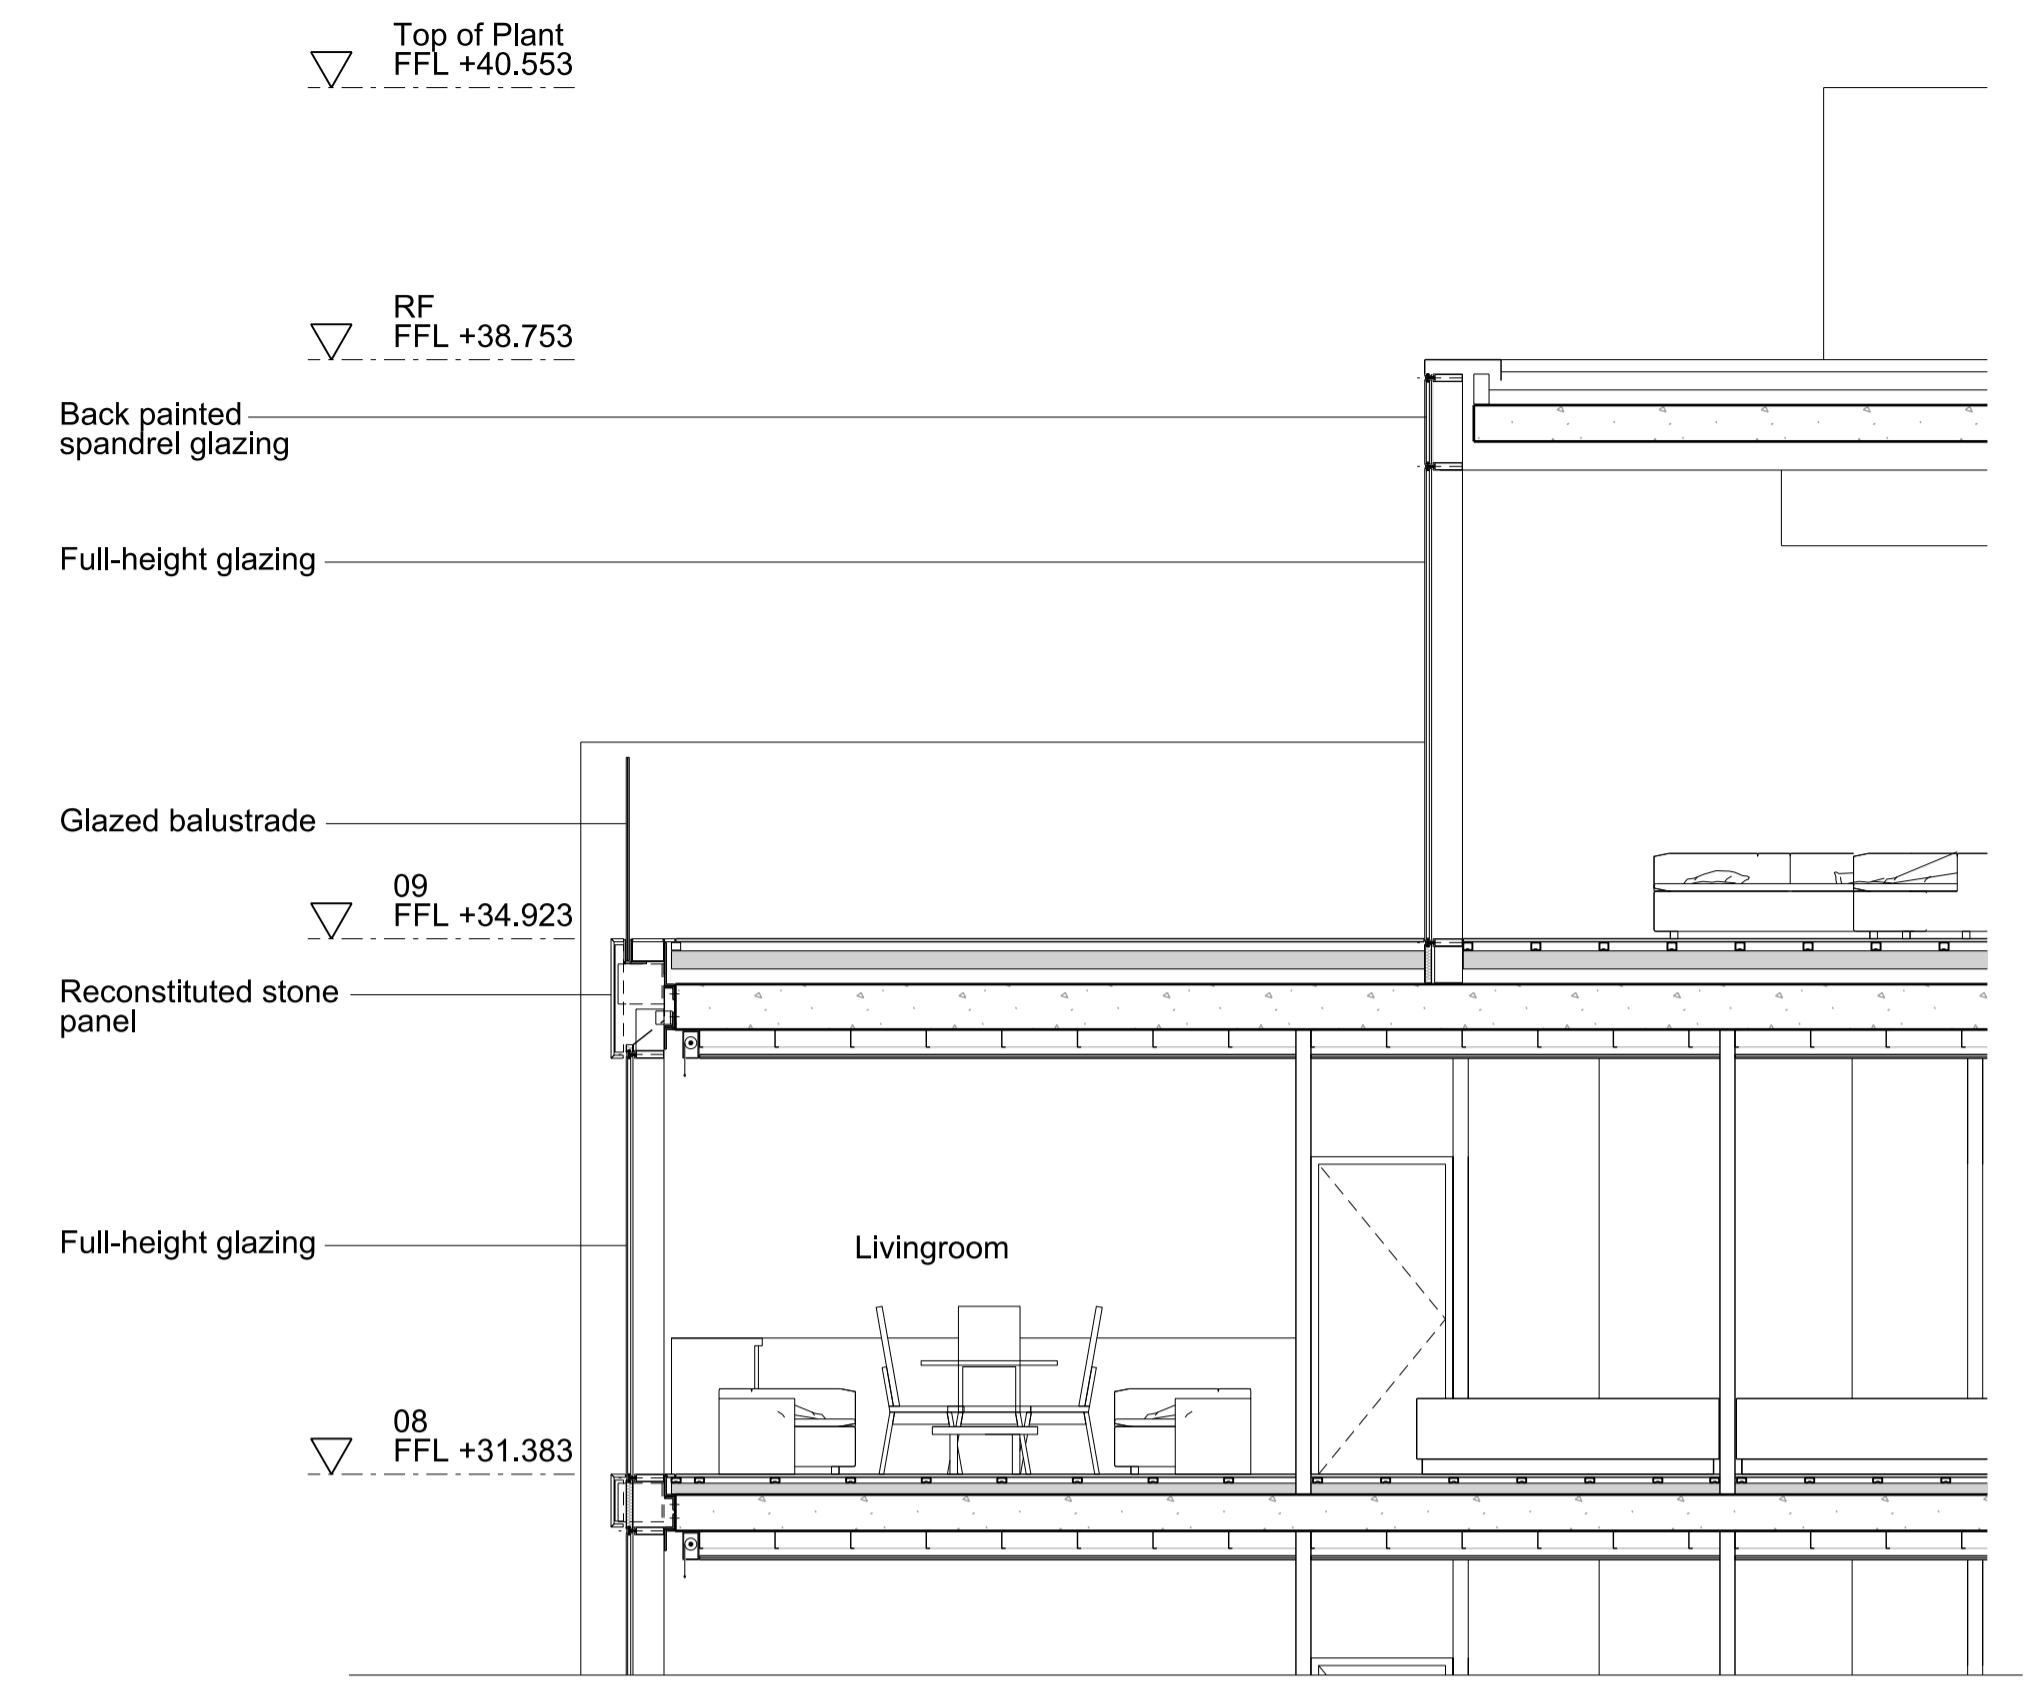 Top of Plant
FFL +40.553
RF
FFL +38.753
Back painted
spandrel glazing
Full-height glazing
Glazed balustrade
09
FFL +34.923
Reconstituted stone
panel
Full-height glazing
Livingroom
08
FFL +31.383